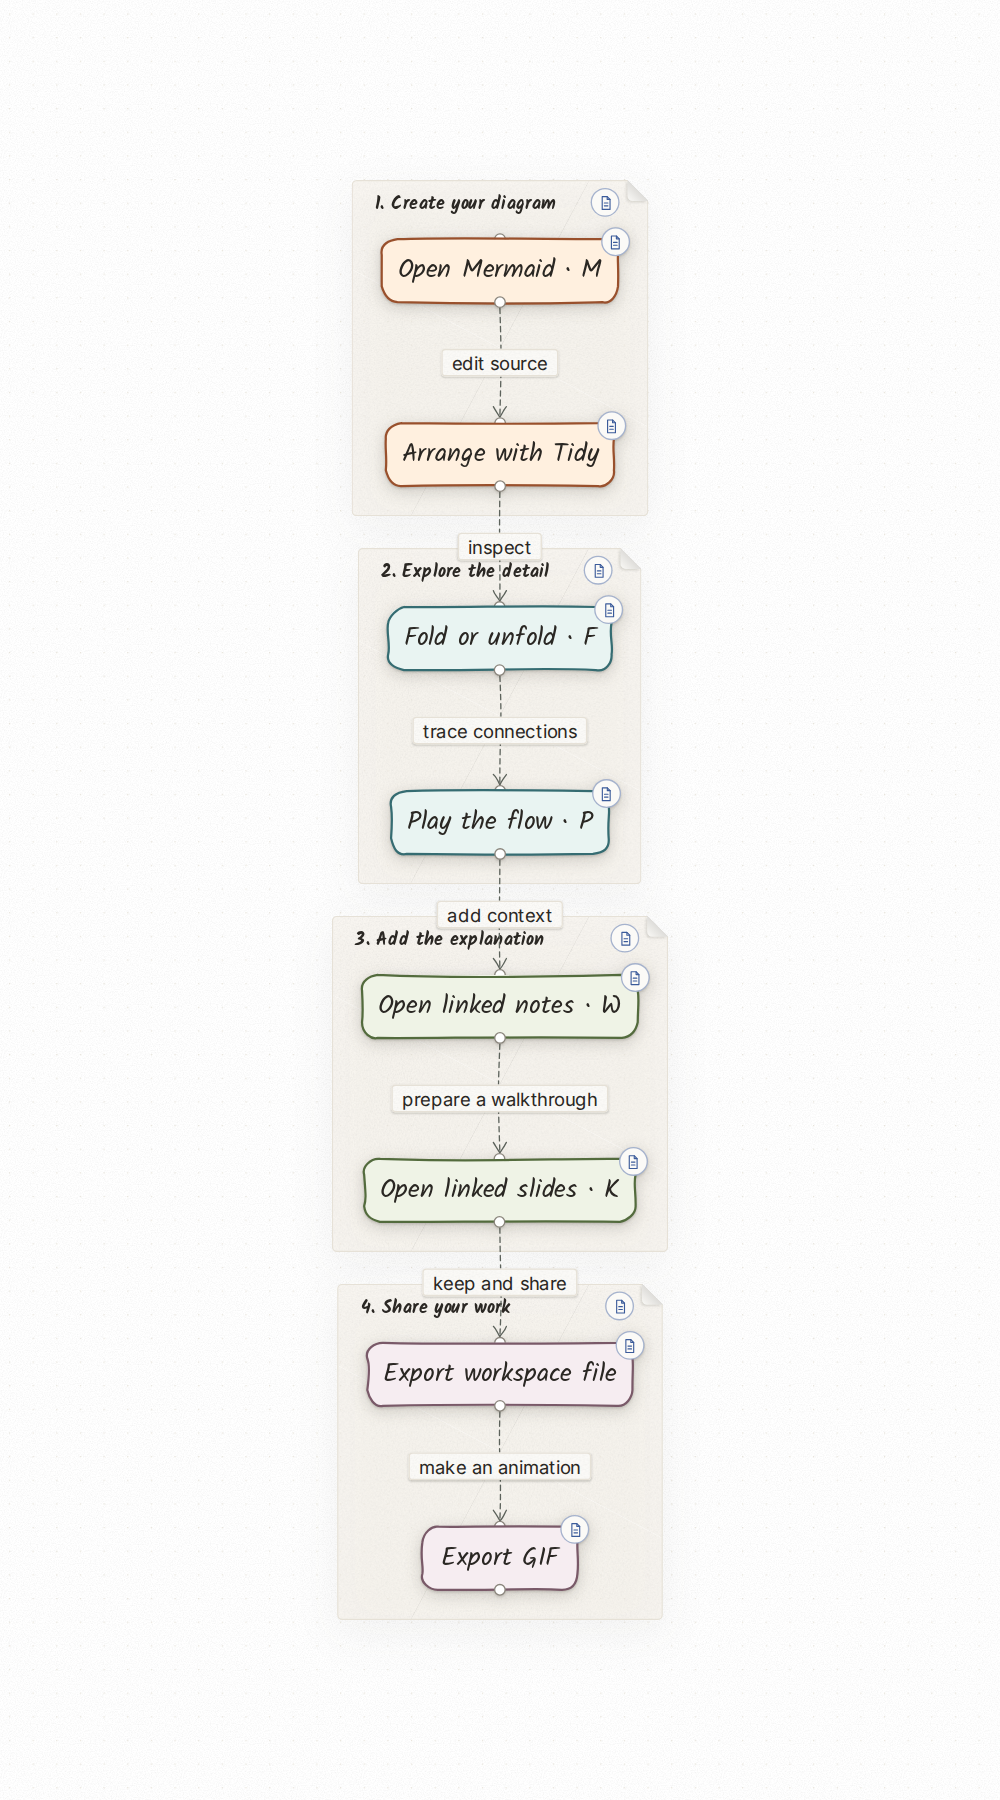 1. Create your diagram
Open Mermaid · M
edit source
Arrange with Tidy
inspect
2. Explore the detail
Fold or unfold · F
trace connections
Play the flow · P
add context
3. Add the explanation
Open linked notes · W
prepare a walkthrough
Open linked slides · K
keep and share
4. Share your work
Export workspace file
make an animation
Export GIF